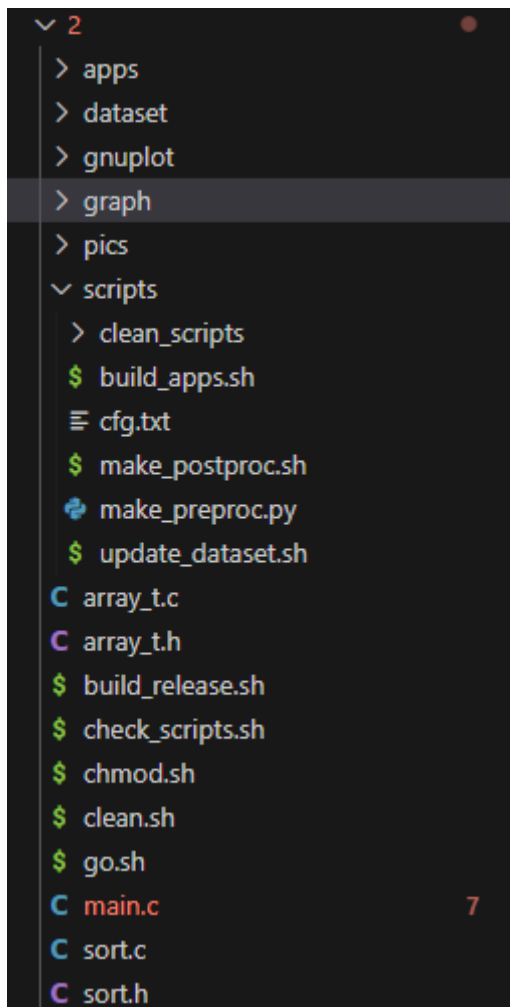 2
apps
dataset
gnuplot
graph
pics
scripts
clean_scripts
$ build_apps.sh
cfg.txt
$ make_postproc.sh
make_preproc.py
$ update_dataset.sh
C array_t.c
C array_t.h
$ build_release.sh
$ check_scripts.sh
$ chmod.sh
$ clean.sh
$ go.sh
C main.c 7
C sort.c
C sort.h